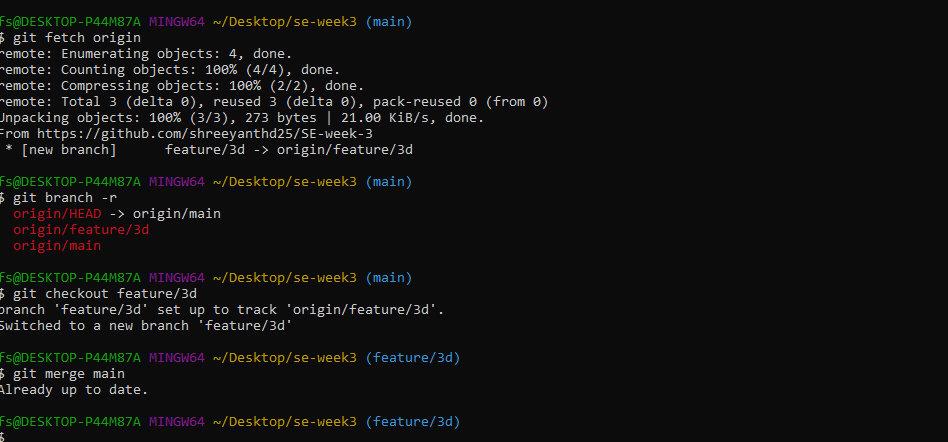 fs@DESKTOP-P44M87A MINGW64 ~/Desktop/se-week3 (main)
$ git fetch origin
remote: Enumerating objects: 4, done.
remote: Counting objects: 100% (4/4), done.
remote: Compressing objects: 100% (2/2), done.
remote: Total 3 (delta 0), reused 3 (delta 0), pack-reused 0 (from 0)
Unpacking objects: 100% (3/3), 273 bytes | 21.00 KiB/s, done.
From https://github.com/shreeyanthd25/SE-week-3
 * [new branch]      feature/3d -> origin/feature/3d

fs@DESKTOP-P44M87A MINGW64 ~/Desktop/se-week3 (main)
$ git branch -r
  origin/HEAD -> origin/main
  origin/feature/3d
  origin/main

fs@DESKTOP-P44M87A MINGW64 ~/Desktop/se-week3 (main)
$ git checkout feature/3d
branch 'feature/3d' set up to track 'origin/feature/3d'.
Switched to a new branch 'feature/3d'

fs@DESKTOP-P44M87A MINGW64 ~/Desktop/se-week3 (feature/3d)
$ git merge main
Already up to date.

fs@DESKTOP-P44M87A MINGW64 ~/Desktop/se-week3 (feature/3d)
$